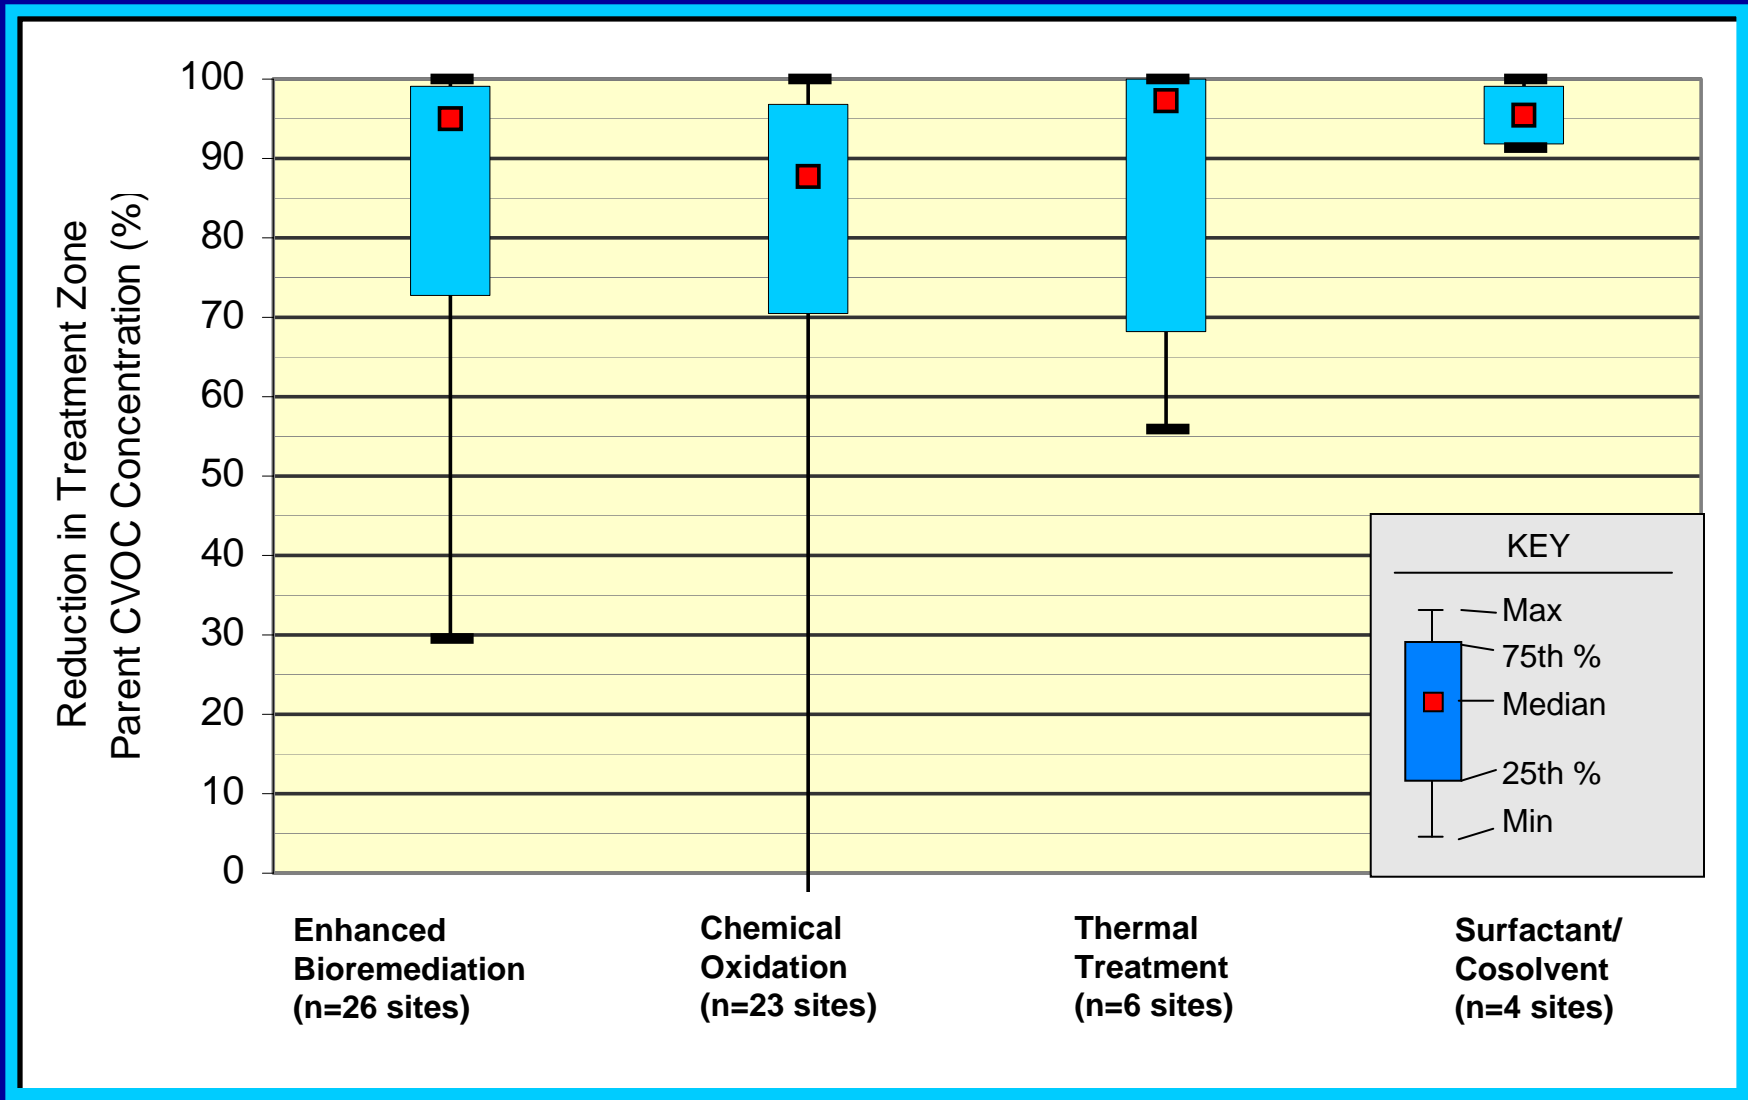 Reduction in Treatment Zone
Parent CVOC Concentration (%)
100
90
80
70
60
50
40
30
20
10
0
KEY
Max
75th %
Median
25th %
Min
Enhanced
Bioremediation
(n=26 sites)
Chemical
Oxidation
(n=23 sites)
Thermal
Treatment
(n=6 sites)
Surfactant/
Cosolvent
(n=4 sites)